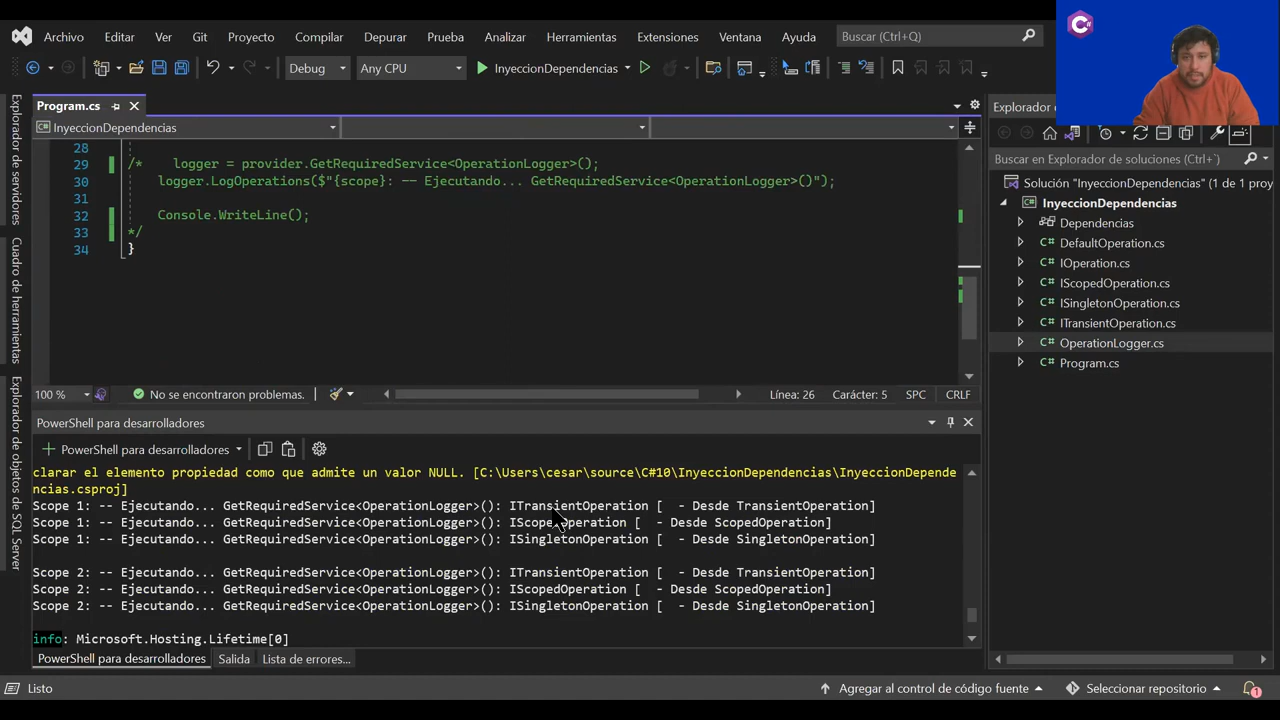 Archivo Editar Ver Git Proyecto Compilar Depurar Prueba Analizar Herramientas Extensiones Ventana Ayuda Buscar (Ctrl+Q)
Debug Any CPU InyeccionDependencias
Program.cs
InyeccionDependencias
28
29 /*    logger = provider.GetRequiredService<OperationLogger>();
30 logger.LogOperations($"{scope}: -- Ejecutando... GetRequiredService<OperationLogger>()");
31
32 Console.WriteLine();
33 */
34 }
100 % No se encontraron problemas. Línea: 26 Carácter: 5 SPC CRLF
PowerShell para desarrolladores
PowerShell para desarrolladores
clarar el elemento propiedad como que admite un valor NULL. [C:\Users\cesar\source\C#10\InyeccionDependencias\InyeccionDepende
ncias.csproj]
Scope 1: -- Ejecutando... GetRequiredService<OperationLogger>(): ITransientOperation [  - Desde TransientOperation]
Scope 1: -- Ejecutando... GetRequiredService<OperationLogger>(): IScopedOperation [  - Desde ScopedOperation]
Scope 1: -- Ejecutando... GetRequiredService<OperationLogger>(): ISingletonOperation [  - Desde SingletonOperation]
Scope 2: -- Ejecutando... GetRequiredService<OperationLogger>(): ITransientOperation [  - Desde TransientOperation]
Scope 2: -- Ejecutando... GetRequiredService<OperationLogger>(): IScopedOperation [  - Desde ScopedOperation]
Scope 2: -- Ejecutando... GetRequiredService<OperationLogger>(): ISingletonOperation [  - Desde SingletonOperation]
info: Microsoft.Hosting.Lifetime[0]
PowerShell para desarrolladores Salida Lista de errores...
Listo Agregar al control de código fuente Seleccionar repositorio 1
Explorador de servidores
Cuadro de herramientas
Explorador de objetos de SQL Server
C#
Explorador
Buscar en Explorador de soluciones (Ctrl+`)
Solución "InyeccionDependencias" (1 de 1 proy
InyeccionDependencias
Dependencias
C# DefaultOperation.cs
C# IOperation.cs
C# IScopedOperation.cs
C# ISingletonOperation.cs
C# ITransientOperation.cs
C# OperationLogger.cs
C# Program.cs